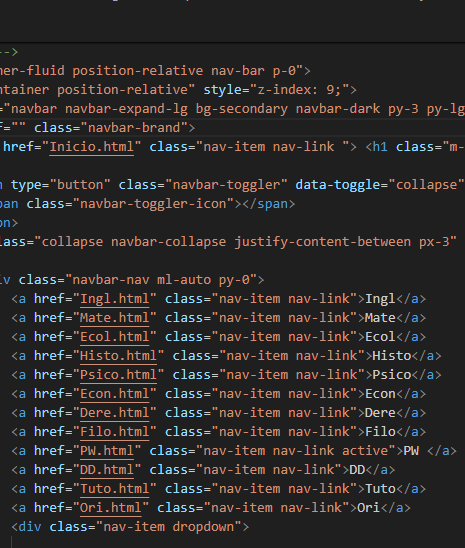 -->
ner-fluid position-relative nav-bar p-0">
ntainer position-relative" style="z-index: 9;">
="navbar navbar-expand-lg bg-secondary navbar-dark py-3 py-lg
f="" class="navbar-brand">
href="Inicio.html" class="nav-item nav-link "> <h1 class="m-
n type="button" class="navbar-toggler" data-toggle="collapse"
pan class="navbar-toggler-icon"></span>
on>
lass="collapse navbar-collapse justify-content-between px-3"
iv class="navbar-nav ml-auto py-0">
<a href="Ingl.html" class="nav-item nav-link">Ingl</a>
<a href="Mate.html" class="nav-item nav-link">Mate</a>
<a href="Ecol.html" class="nav-item nav-link">Ecol</a>
<a href="Histo.html" class="nav-item nav-link">Histo</a>
<a href="Psico.html" class="nav-item nav-link">Psico</a>
<a href="Econ.html" class="nav-item nav-link">Econ</a>
<a href="Dere.html" class="nav-item nav-link">Dere</a>
<a href="Filo.html" class="nav-item nav-link">Filo</a>
<a href="PW.html" class="nav-item nav-link active">PW </a>
<a href="DD.html" class="nav-item nav-link">DD</a>
<a href="Tuto.html" class="nav-item nav-link">Tuto</a>
<a href="Ori.html" class="nav-item nav-link">Ori</a>
<div class="nav-item dropdown">